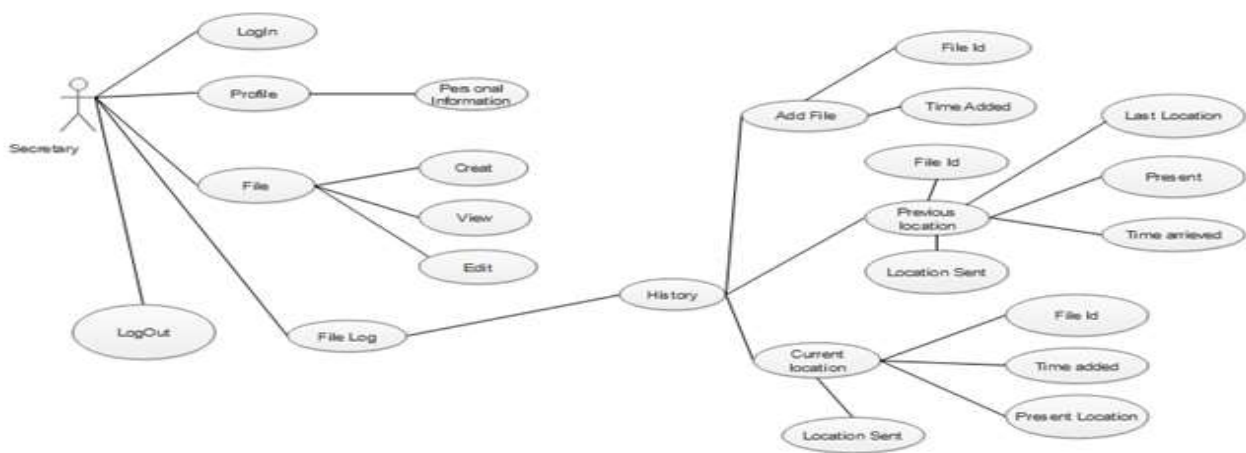 LogIn
Profile
Personal
Information
Secretary
File
Creat
View
Edit
LogOut
File Log
History
File Id
Add File
Time Added
Last Location
File Id
Present
Previous
location
Time arrieved
Location Sent
File Id
Current
location
Time added
Present Location
Location Sent